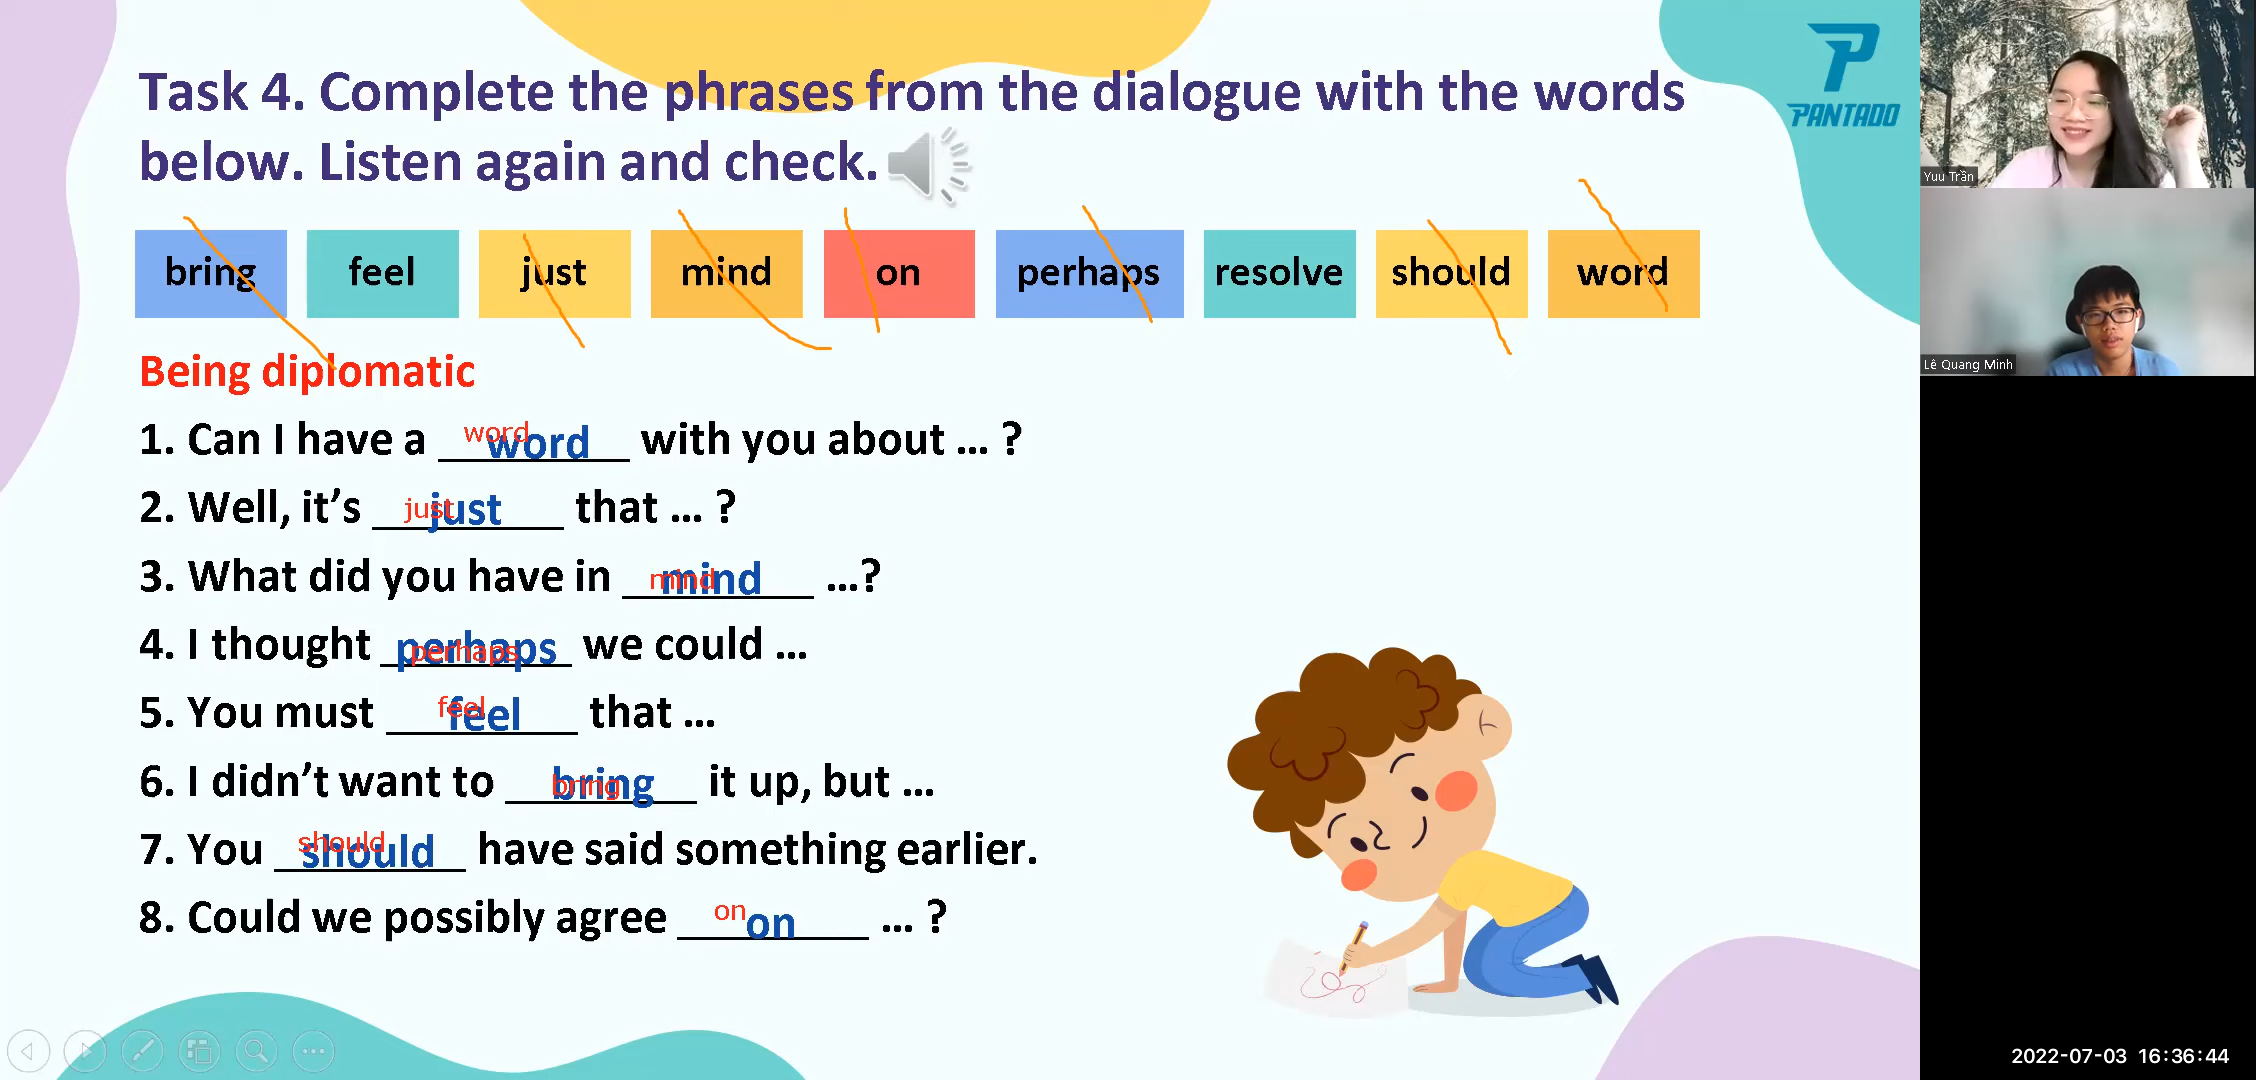 Task 4. Complete the phrases from the dialogue with the words
below. Listen again and check.
PANTADO
bring feel just mind on perhaps resolve should word
Being diplomatic
1. Can I have a word word with you about ... ?
2. Well, it's just just that ... ?
3. What did you have in mind mind ...?
4. I thought perhaps perhaps we could ...
5. You must feel feel that ...
6. I didn't want to bring bring it up, but ...
7. You should should have said something earlier.
8. Could we possibly agree on on ... ?
Yuu Trần
Lê Quang Minh
2022-07-03 16:36:44